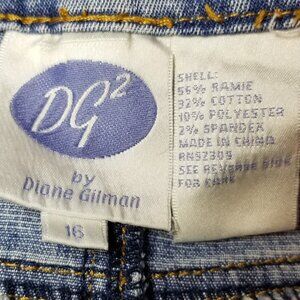 DG2
by
Diane Gilman
16
SHELL:
56% RAMIE
32% COTTON
10% POLYESTER
2% SPANDEX
MADE IN CHINA
RN52309
SEE REVERSE SIDE
FOR CARE